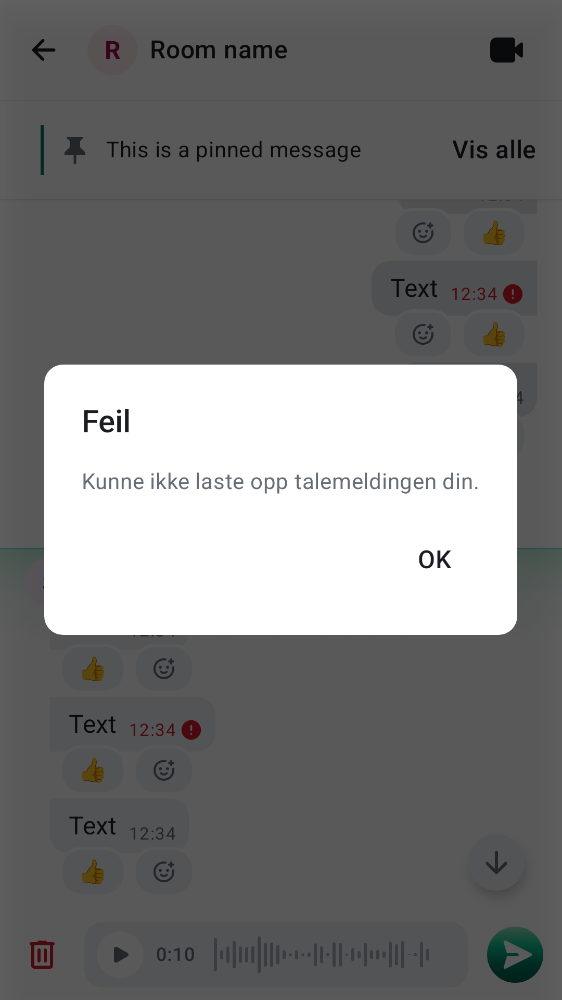 R Room name
This is a pinned message Vis alle
Text 12:34
Feil
Kunne ikke laste opp talemeldingen din.
OK
Text 12:34
Text 12:34
0:10